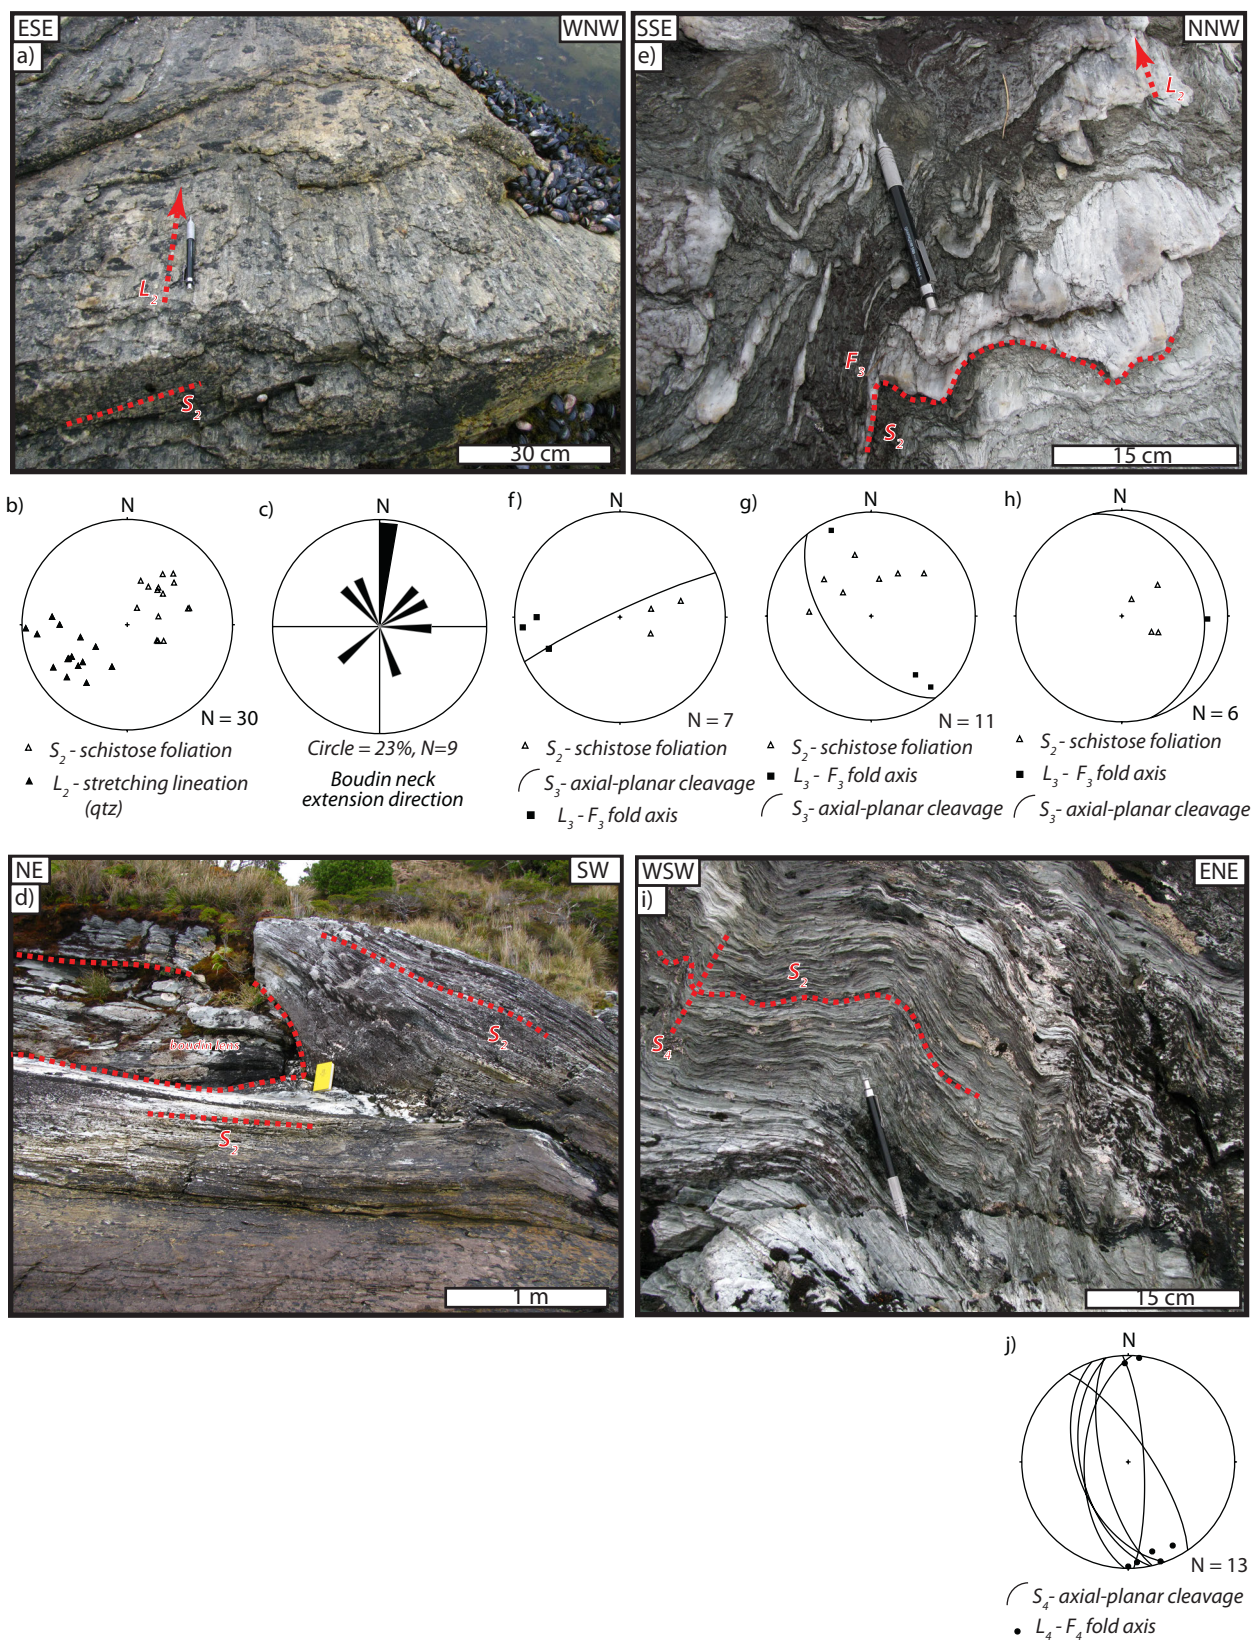 ESE
WNW
a)
L2
S2
30 cm
SSE
NNW
e)
L2
F3
S2
15 cm
b)
N
N = 30
S2 - schistose foliation
L2 - stretching lineation
(qtz)
c)
N
Circle = 23%, N=9
Boudin neck
extension direction
f)
N
N = 7
S2 - schistose foliation
S3- axial-planar cleavage
L3 - F3 fold axis
g)
N
N = 11
S2 - schistose foliation
L3 - F3 fold axis
S3- axial-planar cleavage
h)
N
N = 6
S2 - schistose foliation
L3 - F3 fold axis
S3- axial-planar cleavage
NE
SW
d)
S2
boudin lens
S2
1 m
WSW
ENE
i)
S2
S4
15 cm
j)
N
N = 13
S4- axial-planar cleavage
L4 - F4 fold axis